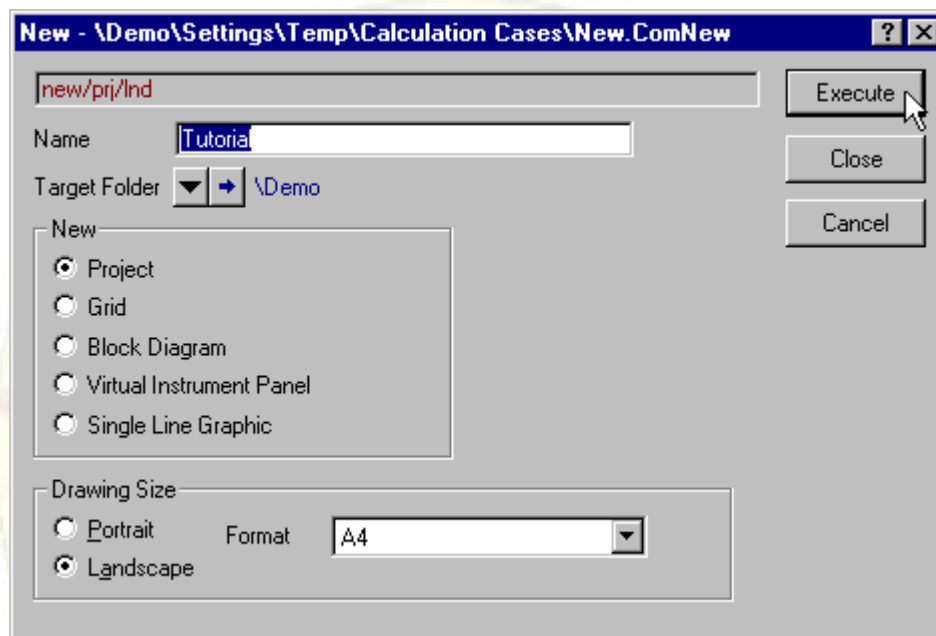 New - \Demo\Settings\Temp\Calculation Cases\New.ComNew
new/prj/lnd
Execute
Name Tutorial
Close
Target Folder \Demo
Cancel
New
Project
Grid
Block Diagram
Virtual Instrument Panel
Single Line Graphic
Drawing Size
Portrait
Format A4
Landscape